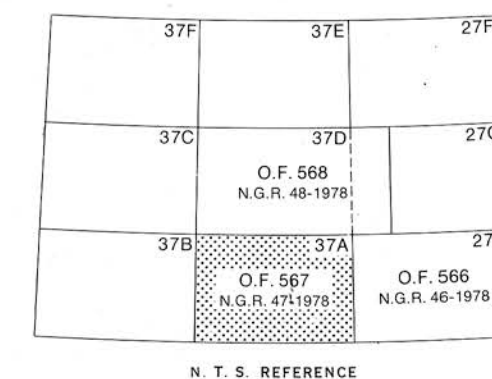 37F 37E 27F
37C 37D 27C
O.F. 568
N.G.R. 48-1978
37B 37A 27
O.F. 567 O.F. 566
N.G.R. 47-1978 N.G.R. 46-1978
N. T. S. REFERENCE